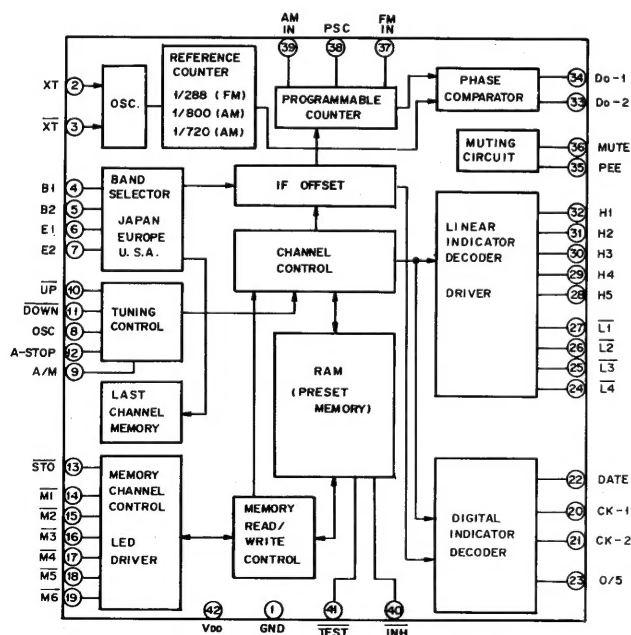 AM IN
PSC
FM IN
39
38
37
XT
2
XT
3
OSC.
REFERENCE
COUNTER
1/288 (FM)
1/800 (AM)
1/720 (AM)
PROGRAMMABLE
COUNTER
PHASE
COMPARATOR
34
Do-1
33
Do-2
MUTING
CIRCUIT
36
MUTE
35
PEE
B1
4
B2
5
E1
6
E2
7
BAND
SELECTOR
JAPAN
EUROPE
U.S.A.
IF OFFSET
CHANNEL
CONTROL
LINEAR
INDICATOR
DECODER
DRIVER
32
H1
31
H2
30
H3
29
H4
28
H5
27
L1
26
L2
25
L3
24
L4
UP
10
DOWN
11
OSC
8
A-STOP
12
A/M
9
TUNING
CONTROL
LAST
CHANNEL
MEMORY
RAM
(PRESET
MEMORY)
STO
13
M1
14
M2
15
M3
16
M4
17
M5
18
M6
19
MEMORY
CHANNEL
CONTROL
LED
DRIVER
MEMORY
READ/
WRITE
CONTROL
DIGITAL
INDICATOR
DECODER
22
DATE
20
CK-1
21
CK-2
23
0/5
42
1
41
40
VDD
GND
TEST
INH